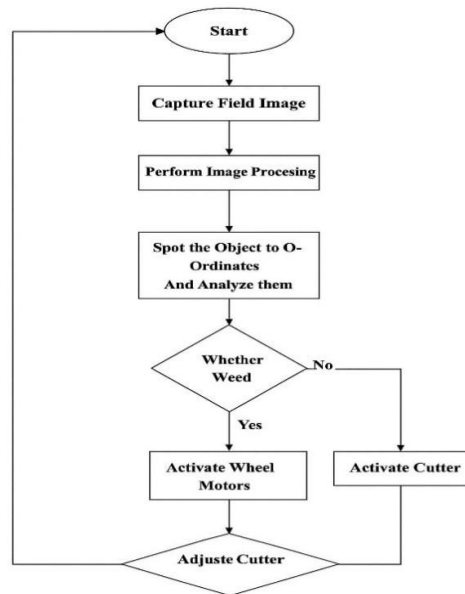 Start
Capture Field Image
Perform Image Procesing
Spot the Object to O-
Ordinates
And Analyze them
Whether
Weed
No
Yes
Activate Wheel
Motors
Activate Cutter
Adjuste Cutter